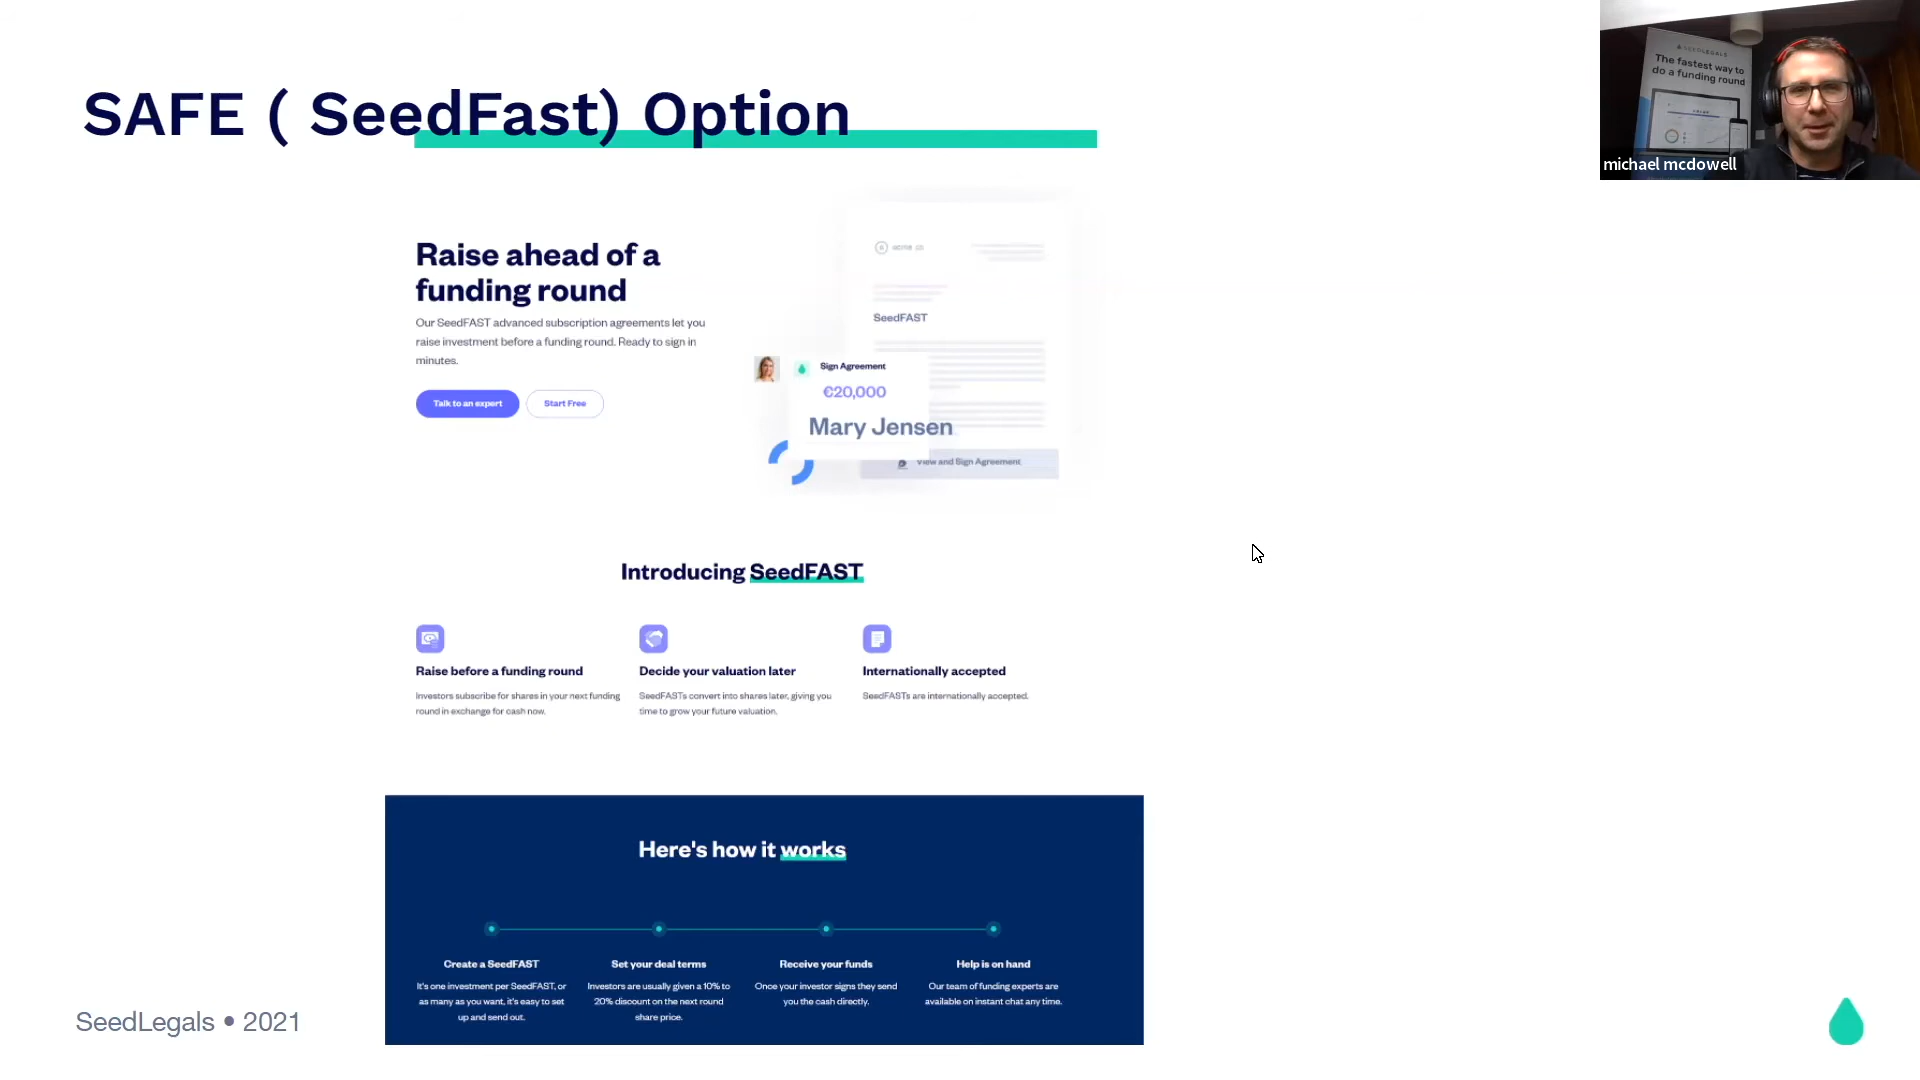 SAFE ( SeedFast) Option
SEEDLEGALS
The fastest way to
do a funding round
michael mcdowell
Raise ahead of a
funding round
Our SeedFAST advanced subscription agreements let you
raise investment before a funding round. Ready to sign in
minutes.
Talk to an expert
Start Free
SeedFAST
Sign Agreement
€20,000
Mary Jensen
View and Sign Agreement
Introducing SeedFAST
Raise before a funding round
Investors subscribe for shares in your next funding
round in exchange for cash now.
Decide your valuation later
SeedFASTs convert into shares later, giving you
time to grow your future valuation.
Internationally accepted
SeedFASTs are internationally accepted.
Here's how it works
Create a SeedFAST
It's one investment per SeedFAST, or
as many as you want, it's easy to set
up and send out.
Set your deal terms
Investors are usually given a 10% to
20% discount on the next round
share price.
Receive your funds
Once your investor signs they send
you the cash directly.
Help is on hand
Our team of funding experts are
available on instant chat any time.
SeedLegals • 2021